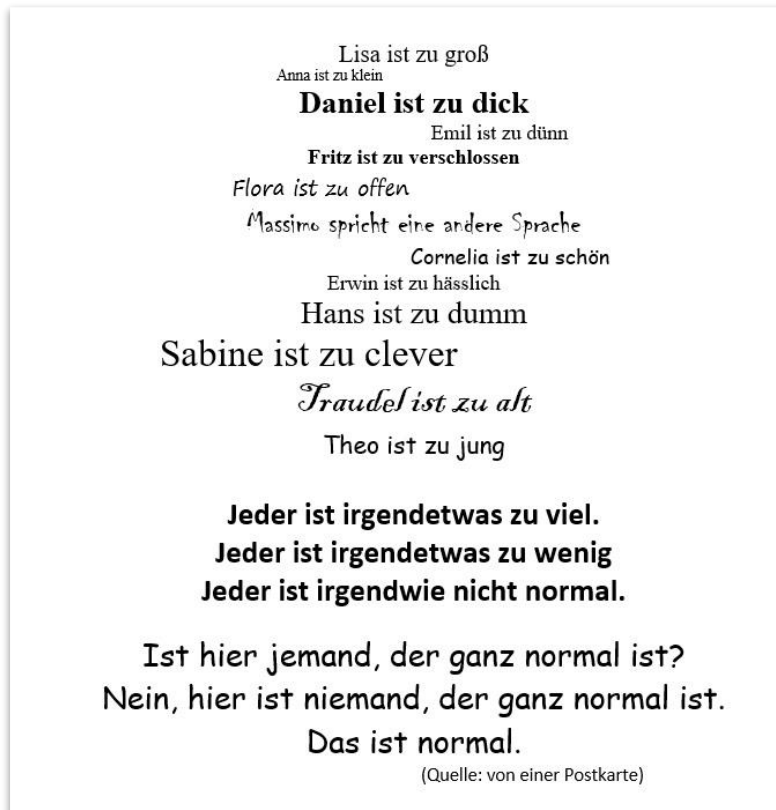 Lisa ist zu groß
Anna ist zu klein
Daniel ist zu dick
Emil ist zu dünn
Fritz ist zu verschlossen
Flora ist zu offen
Massimo spricht eine andere Sprache
Cornelia ist zu schön
Erwin ist zu hässlich
Hans ist zu dumm
Sabine ist zu clever
Traudel ist zu alt
Theo ist zu jung
Jeder ist irgendetwas zu viel.
Jeder ist irgendetwas zu wenig
Jeder ist irgendwie nicht normal.
Ist hier jemand, der ganz normal ist?
Nein, hier ist niemand, der ganz normal ist.
Das ist normal.
(Quelle: von einer Postkarte)